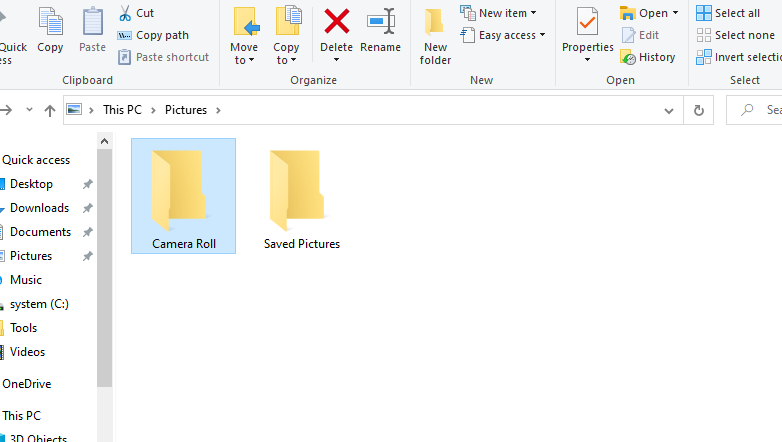 Quick
ess
Copy
Paste
Cut
Copy path
Paste shortcut
Clipboard
Move
to
Copy
to
Delete
Rename
Organize
New
folder
New item
Easy access
New
Properties
Open
Edit
History
Open
Select all
Select none
Invert selectio
Select
This PC > Pictures >
Sea
Quick access
Desktop
Downloads
Documents
Pictures
Music
system (C:)
Tools
Videos
OneDrive
This PC
3D Objects
Camera Roll
Saved Pictures